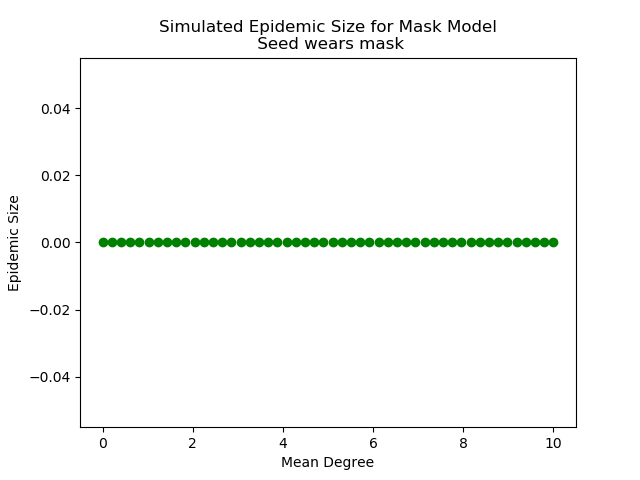 Simulated Epidemic Size for Mask Model
Seed wears mask
Epidemic Size
0.04
0.02
0.00
−0.02
−0.04
0 2 4 6 8 10
Mean Degree